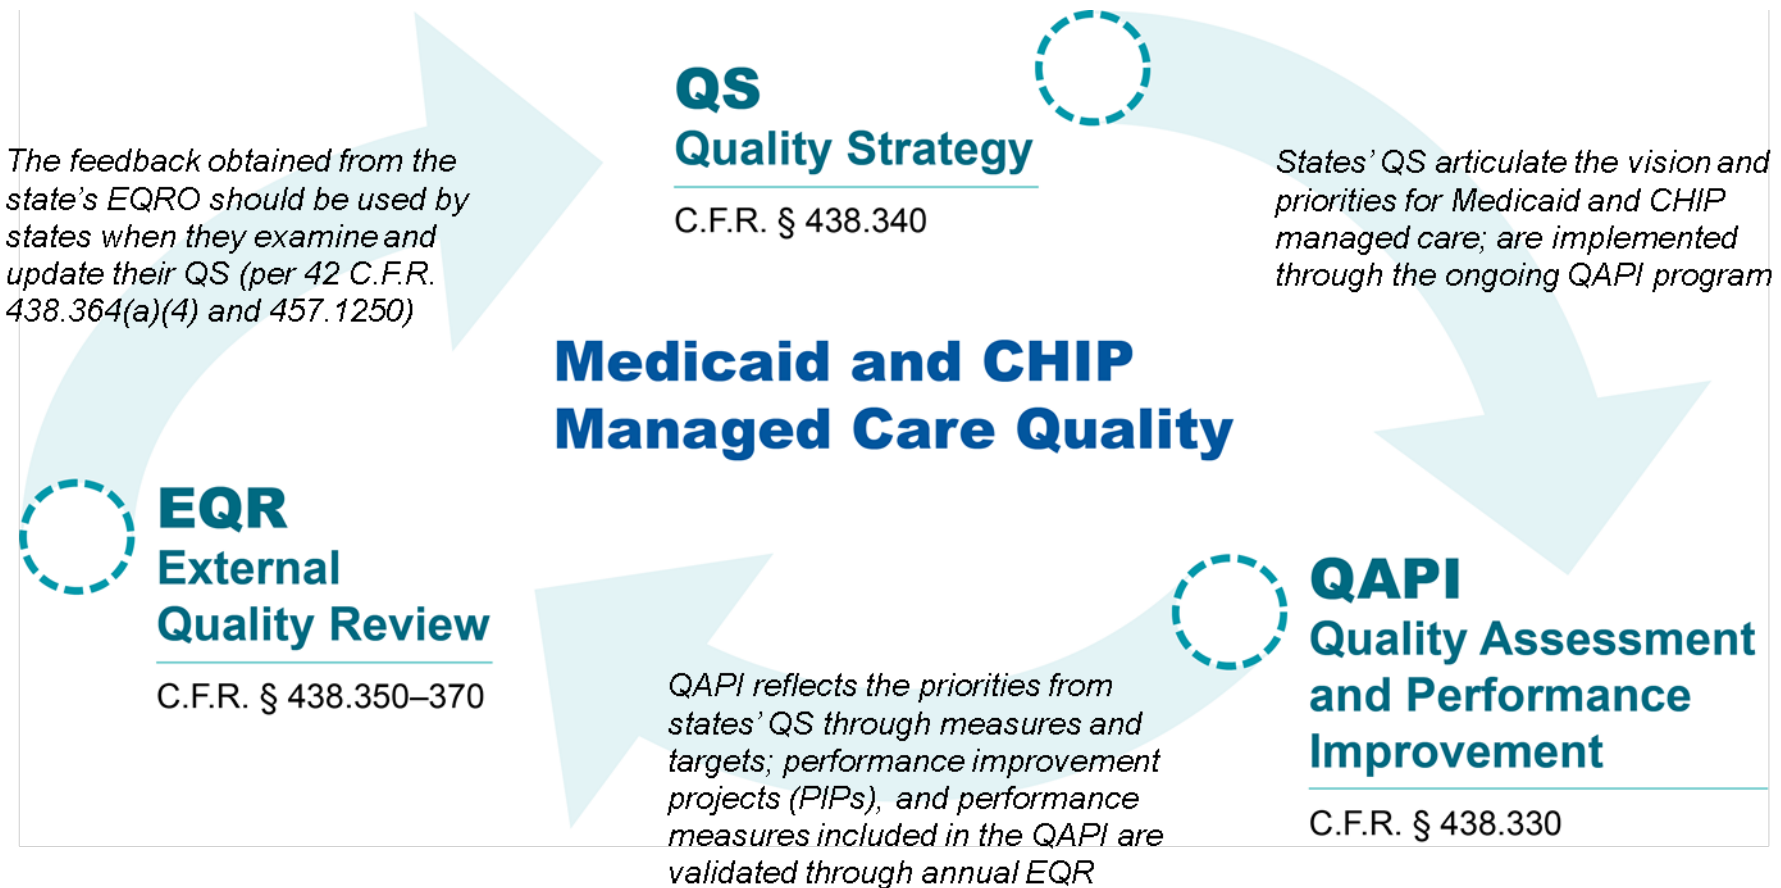 QS
Quality Strategy
C.F.R. § 438.340
States’ QS articulate the vision and
priorities for Medicaid and CHIP
managed care; are implemented
through the ongoing QAPI program
The feedback obtained from the
state’s EQRO should be used by
states when they examine and
update their QS (per 42 C.F.R.
438.364(a)(4) and 457.1250)
Medicaid and CHIP
Managed Care Quality
EQR
External
Quality Review
C.F.R. § 438.350–370
QAPI
Quality Assessment
and Performance
Improvement
C.F.R. § 438.330
QAPI reflects the priorities from
states’ QS through measures and
targets; performance improvement
projects (PIPs), and performance
measures included in the QAPI are
validated through annual EQR